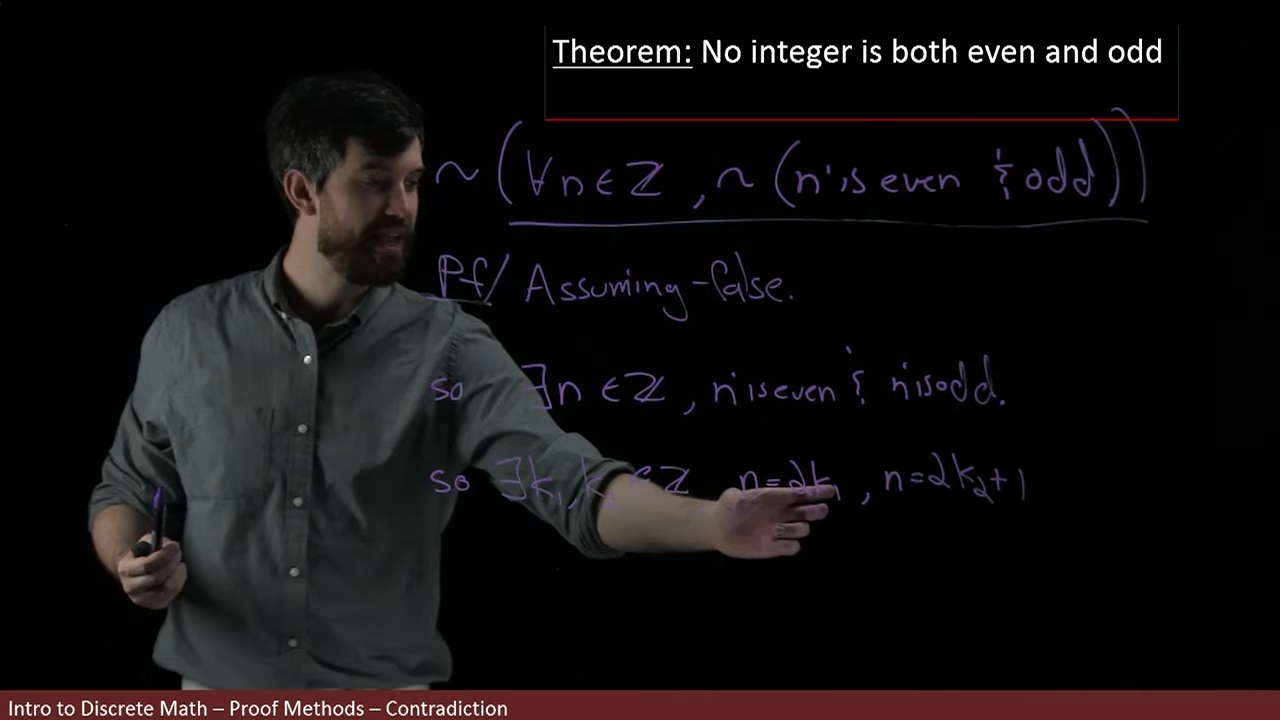 Theorem: No integer is both even and odd
~(∀n∈ℤ, ~(n is even & odd))
Pf/ Assuming-false.
so ∃n∈ℤ, n is even & n is odd.
so ∃k₁,k ∈ℤ, n=2k₁, n=2k₂+1
Intro to Discrete Math – Proof Methods – Contradiction